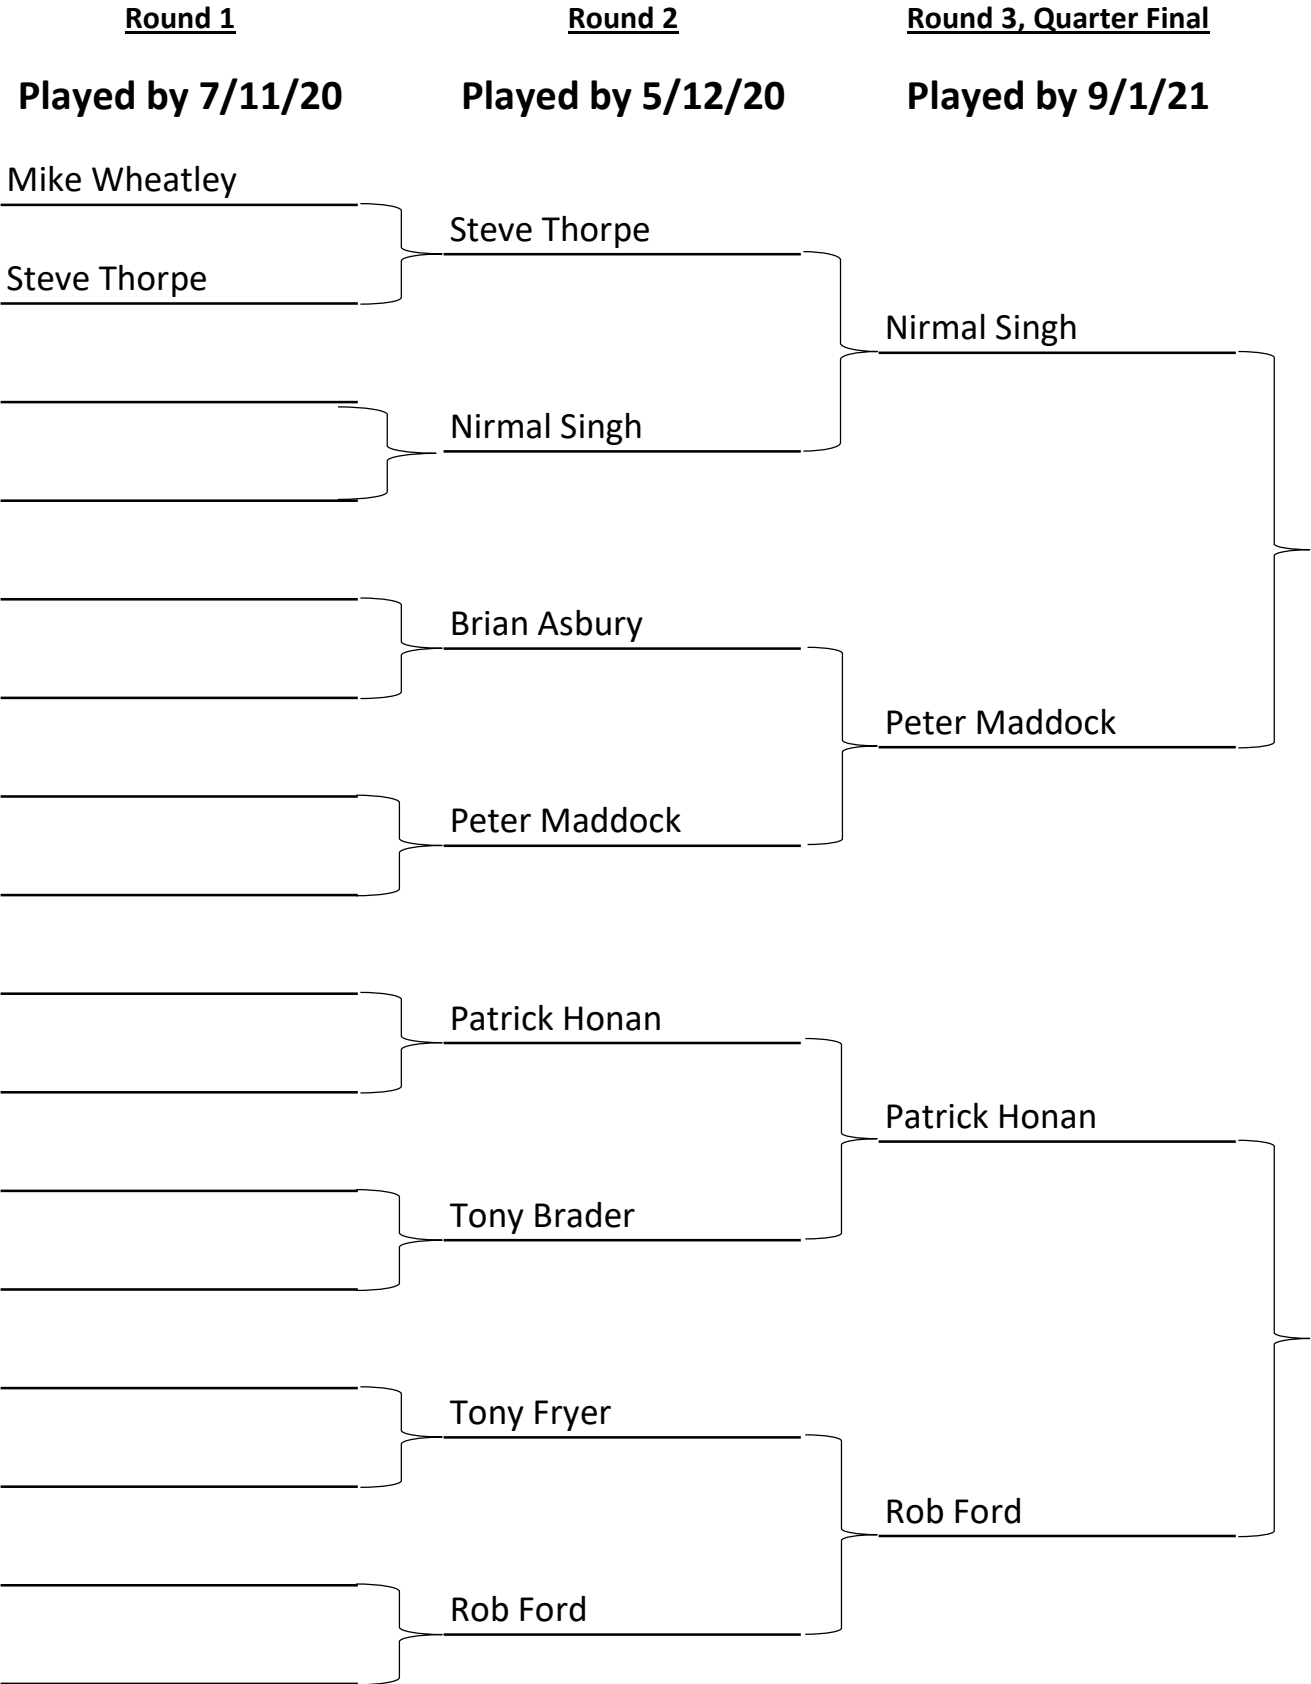 Round 1
Round 2
Round 3, Quarter Final
Played by 7/11/20
Played by 5/12/20
Played by 9/1/21
Mike Wheatley
Steve Thorpe
Steve Thorpe
Nirmal Singh
Nirmal Singh
Brian Asbury
Peter Maddock
Peter Maddock
Patrick Honan
Patrick Honan
Tony Brader
Tony Fryer
Rob Ford
Rob Ford